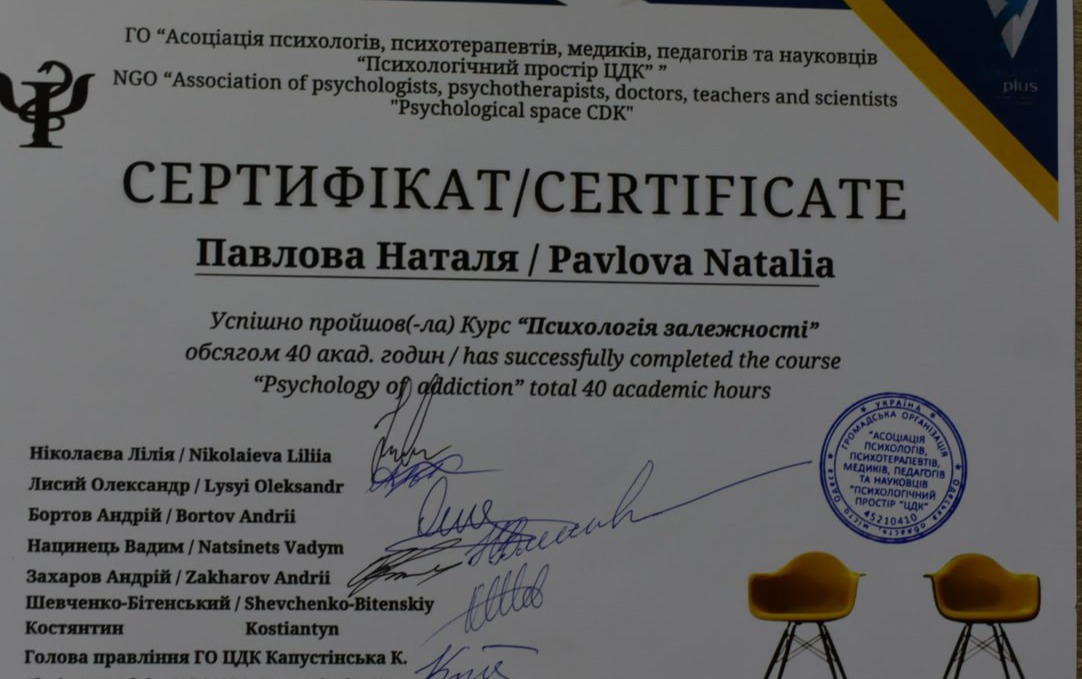 ГО “Асоціація психологів, психотерапевтів, медиків, педагогів та науковців
“Психологічний простір ЦДК” ”
NGO “Association of psychologists, psychotherapists, doctors, teachers and scientists
"Psychological space CDK"
plus
СЕРТИФІКАТ/CERTIFICATE
Павлова Наталя / Pavlova Natalia
Успішно пройшов(-ла) Курс “Психологія залежності”
обсягом 40 акад. годин / has successfully completed the course
“Psychology of addiction” total 40 academic hours
Ніколаєва Лілія / Nikolaieva Liliia
Лисий Олександр / Lysyi Oleksandr
Бортов Андрій / Bortov Andrii
Нацинець Вадим / Natsinets Vadym
Захаров Андрій / Zakharov Andrii
Шевченко-Бітенський / Shevchenko-Bitenskiy
Костянтин Kostiantyn
Голова правління ГО ЦДК Капустінська К.
УКРАЇНА
ГРОМАДСЬКА ОРГАНІЗАЦІЯ
"АСОЦІАЦІЯ
ПСИХОЛОГІВ,
ПСИХОТЕРАПЕВТІВ,
МЕДИКІВ, ПЕДАГОГІВ
ТА НАУКОВЦІВ
"ПСИХОЛОГІЧНИЙ
ПРОСТІР "ЦДК"
45210410
Одеська область, місто Одеса